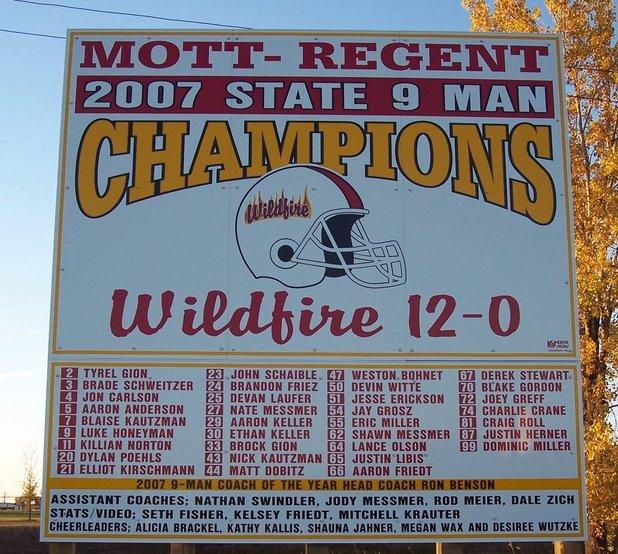 MOTT- REGENT
2007 STATE 9 MAN
CHAMPIONS
Wildfire
Wildfire 12-0
KEITH SIGNS
2 TYREL GION
3 BRADE SCHWEITZER
4 JON CARLSON
5 AARON ANDERSON
7 BLAISE KAUTZMAN
9 LUKE HONEYMAN
11 KILLIAN NORTON
20 DYLAN POEHLS
21 ELLIOT KIRSCHMANN
23 JOHN SCHAIBLE
24 BRANDON FRIEZ
25 DEVAN LAUFER
27 NATE MESSMER
29 AARON KELLER
30 ETHAN KELLER
33 BROCK GION
43 NICK KAUTZMAN
44 MATT DOBITZ
47 WESTON BOHNET
50 DEVIN WITTE
51 JESSE ERICKSON
54 JAY GROSZ
55 ERIC MILLER
62 SHAWN MESSMER
64 LANCE OLSON
65 JUSTIN LIBIS
66 AARON FRIEDT
67 DEREK STEWART
70 BLAKE GORDON
72 JOEY GREFF
74 CHARLIE CRANE
81 CRAIG ROLL
87 JUSTIN HERNER
99 DOMINIC MILLER
2007 9-MAN COACH OF THE YEAR HEAD COACH RON BENSON
ASSISTANT COACHES; NATHAN SWINDLER, JODY MESSMER, ROD MEIER, DALE ZICH
STATS/VIDEO; SETH FISHER, KELSEY FRIEDT, MITCHELL KRAUTER
CHEERLEADERS; ALICIA BRACKEL, KATHY KALLIS, SHAUNA JAHNER, MEGAN WAX AND DESIREE WUTZKE